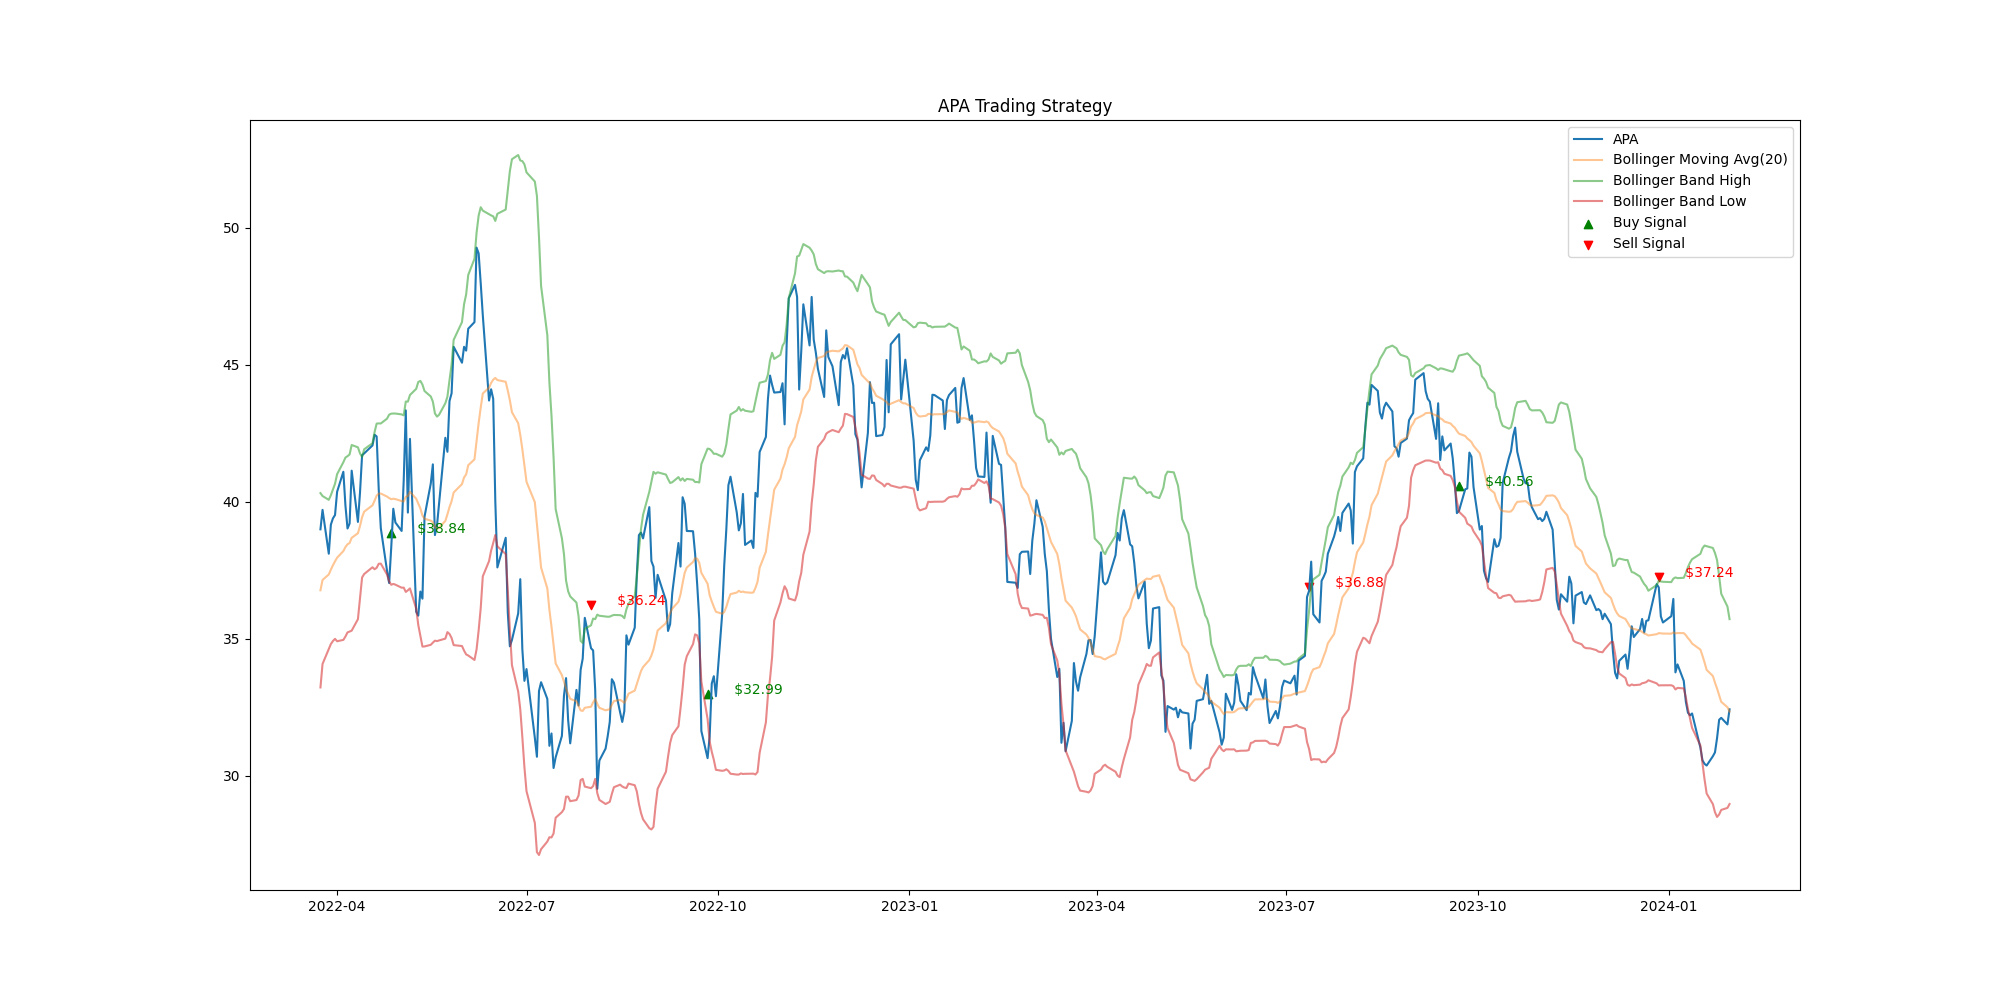 APA Trading Strategy
APA
Bollinger Moving Avg(20)
Bollinger Band High
Bollinger Band Low
Buy Signal
Sell Signal
50
45
40
35
30
$38.84
$36.24
$32.99
$36.88
$40.56
$37.24
2022-04
2022-07
2022-10
2023-01
2023-04
2023-07
2023-10
2024-01